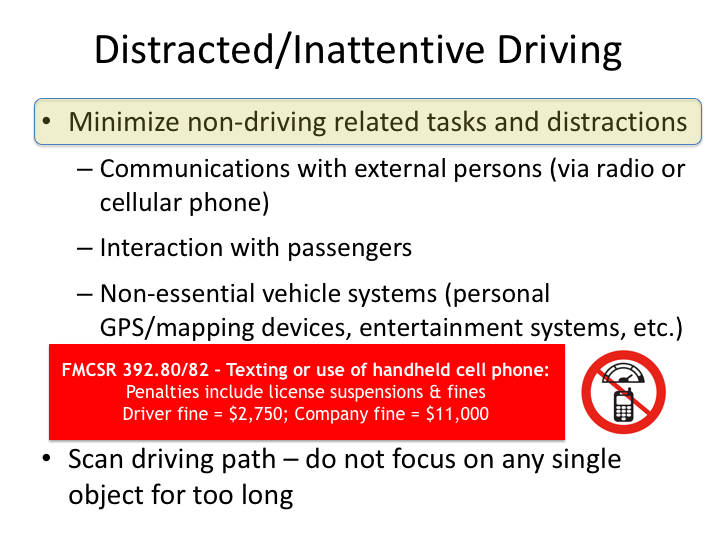 Distracted/Inattentive Driving
• Minimize non-driving related tasks and distractions
– Communications with external persons (via radio or
cellular phone)
– Interaction with passengers
– Non-essential vehicle systems (personal
GPS/mapping devices, entertainment systems, etc.)
FMCSR 392.80/82 - Texting or use of handheld cell phone:
Penalties include license suspensions & fines
Driver fine = $2,750; Company fine = $11,000
• Scan driving path – do not focus on any single
object for too long